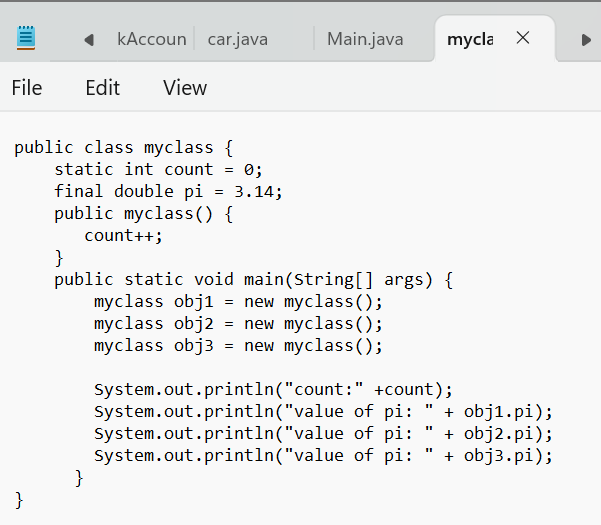 kAccoun car.java Main.java mycla
File Edit View
public class myclass {
    static int count = 0;
    final double pi = 3.14;
    public myclass() {
       count++;
    }
    public static void main(String[] args) {
        myclass obj1 = new myclass();
        myclass obj2 = new myclass();
        myclass obj3 = new myclass();

        System.out.println("count:" +count);
        System.out.println("value of pi: " + obj1.pi);
        System.out.println("value of pi: " + obj2.pi);
        System.out.println("value of pi: " + obj3.pi);
      }
}